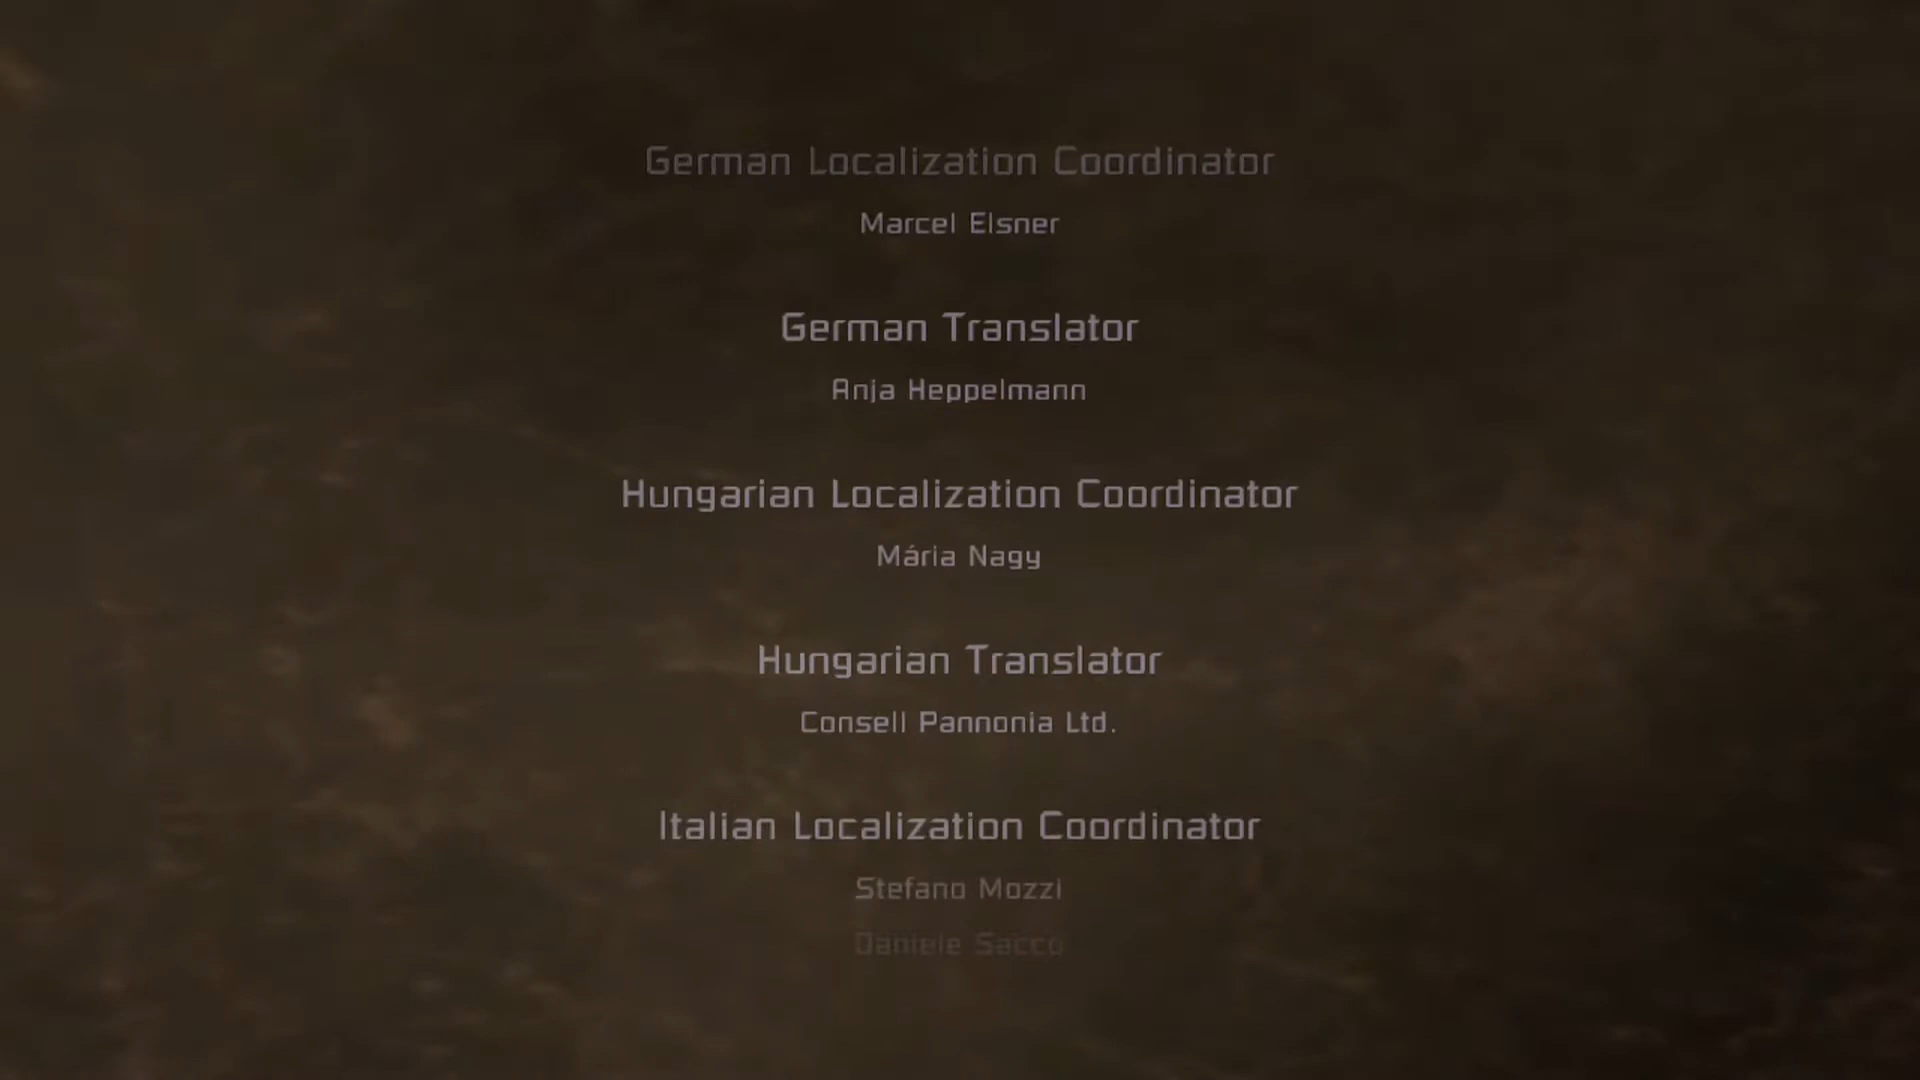 German Localization Coordinator
Marcel Elsner
German Translator
Anja Heppelmann
Hungarian Localization Coordinator
Mária Nagy
Hungarian Translator
Consell Pannonia Ltd.
Italian Localization Coordinator
Stefano Mozzi
Daniele Sacco